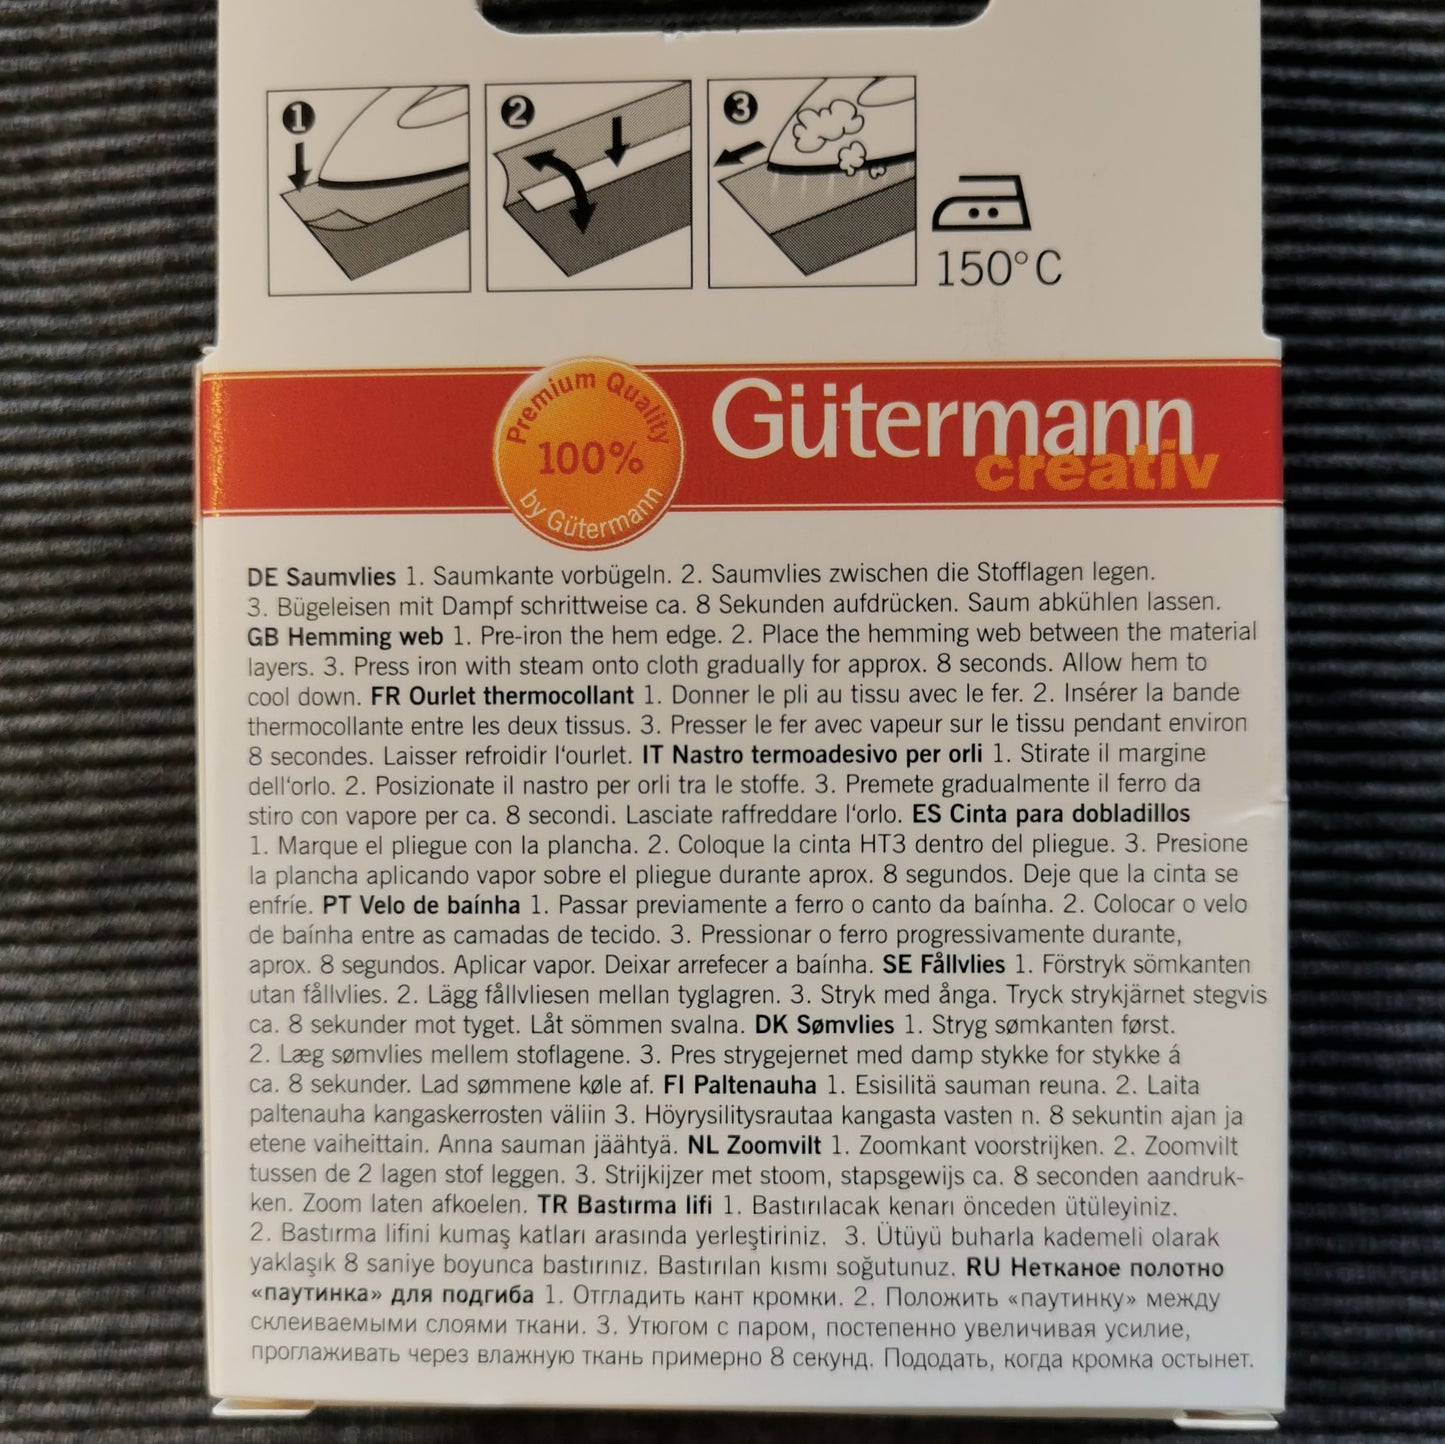 1
2
3
150°C
Premium Quality
100%
by Gütermann
Gütermann
creativ
DE Saumvlies 1. Saumkante vorbügeln. 2. Saumvlies zwischen die Stofflagen legen.
3. Bügeleisen mit Dampf schrittweise ca. 8 Sekunden aufdrücken. Saum abkühlen lassen.
GB Hemming web 1. Pre-iron the hem edge. 2. Place the hemming web between the material
layers. 3. Press iron with steam onto cloth gradually for approx. 8 seconds. Allow hem to
cool down. FR Ourlet thermocollant 1. Donner le pli au tissu avec le fer. 2. Insérer la bande
thermocollante entre les deux tissus. 3. Presser le fer avec vapeur sur le tissu pendant environ
8 secondes. Laisser refroidir l‘ourlet. IT Nastro termoadesivo per orli 1. Stirate il margine
dell‘orlo. 2. Posizionate il nastro per orli tra le stoffe. 3. Premete gradualmente il ferro da
stiro con vapore per ca. 8 secondi. Lasciate raffreddare l‘orlo. ES Cinta para dobladillos
1. Marque el pliegue con la plancha. 2. Coloque la cinta HT3 dentro del pliegue. 3. Presione
la plancha aplicando vapor sobre el pliegue durante aprox. 8 segundos. Deje que la cinta se
enfríe. PT Velo de baínha 1. Passar previamente a ferro o canto da baínha. 2. Colocar o velo
de baínha entre as camadas de tecido. 3. Pressionar o ferro progressivamente durante,
aprox. 8 segundos. Aplicar vapor. Deixar arrefecer a baínha. SE Fållvlies 1. Förstryk sömkanten
utan fållvlies. 2. Lägg fållvliesen mellan tyglagren. 3. Stryk med ånga. Tryck strykjärnet stegvis
ca. 8 sekunder mot tyget. Låt sömmen svalna. DK Sømvlies 1. Stryg sømkanten først.
2. Læg sømvlies mellem stoflagene. 3. Pres strygejernet med damp stykke for stykke á
ca. 8 sekunder. Lad sømmene køle af. FI Paltenauha 1. Esisilitä sauman reuna. 2. Laita
paltenauha kangaskerrosten väliin 3. Höyrysilitysrautaa kangasta vasten n. 8 sekuntin ajan ja
etene vaiheittain. Anna sauman jäähtyä. NL Zoomvilt 1. Zoomkant voorstrijken. 2. Zoomvilt
tussen de 2 lagen stof leggen. 3. Strijkijzer met stoom, stapsgewijs ca. 8 seconden aandruk-
ken. Zoom laten afkoelen. TR Bastırma lifi 1. Bastırılacak kenarı önceden ütüleyiniz.
2. Bastırma lifini kumaş katları arasında yerleştiriniz. 3. Ütüyü buharla kademeli olarak
yaklaşık 8 saniye boyunca bastırınız. Bastırılan kısmı soğutunuz. RU Нетканое полотно
«паутинка» для подгиба 1. Отгладить кант кромки. 2. Положить «паутинку» между
склеиваемыми слоями ткани. 3. Утюгом с паром, постепенно увеличивая усилие,
проглаживать через влажную ткань примерно 8 секунд. Пододать, когда кромка остынет.